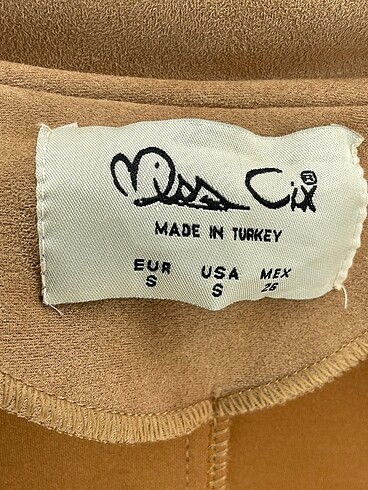 Miss Cix®
MADE IN TURKEY
EUR USA MEX
S S 26